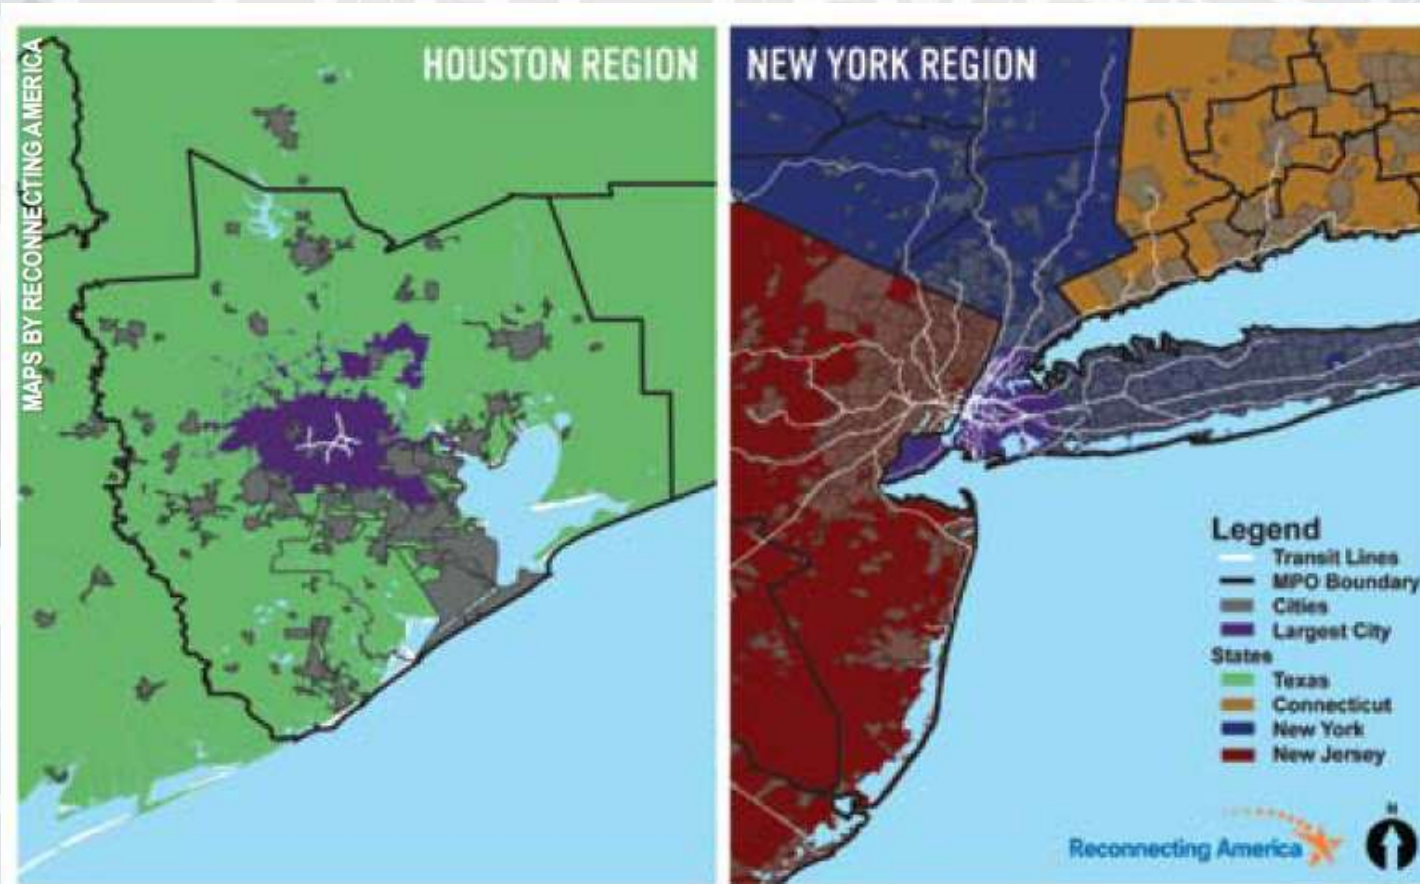 MAPS BY RECONNECTING AMERICA
HOUSTON REGION
NEW YORK REGION
Legend
Transit Lines
MPO Boundary
Cities
Largest City
States
Texas
Connecticut
New York
New Jersey
Reconnecting America
N